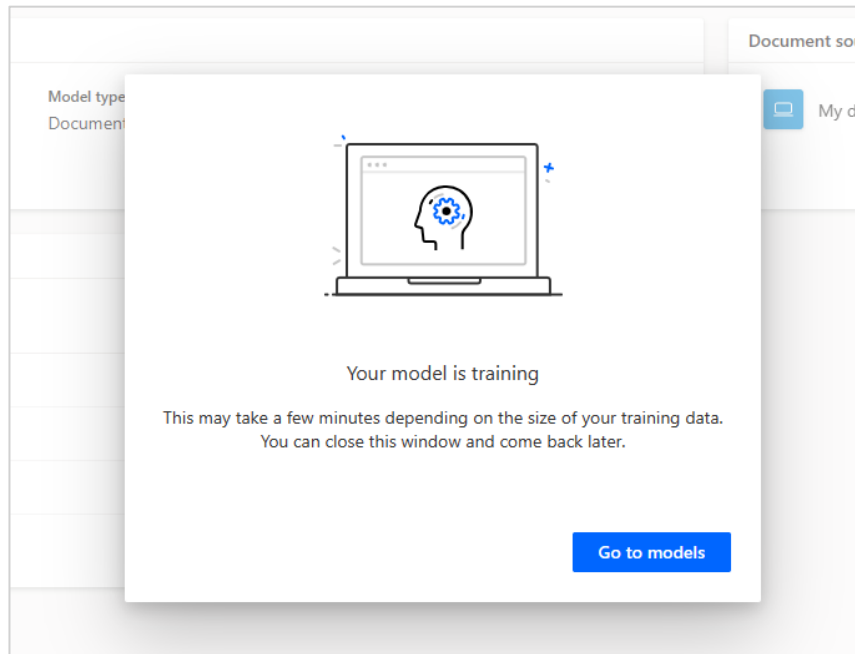 Document sou
Model type
Document
My d
Your model is training
This may take a few minutes depending on the size of your training data.
You can close this window and come back later.
Go to models